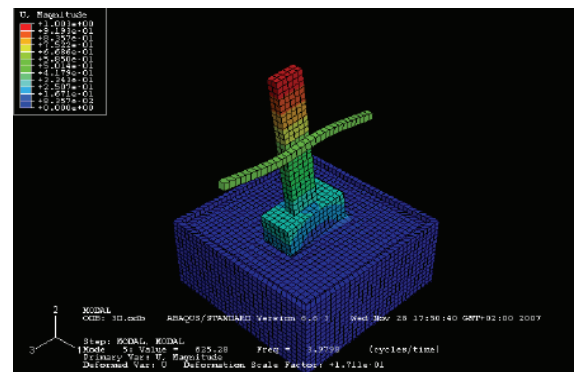 U, Magnitude
+1.003e+00
+9.193e-01
+8.357e-01
+7.522e-01
+6.686e-01
+5.850e-01
+5.014e-01
+4.179e-01
+3.343e-01
+2.507e-01
+1.671e-01
+8.357e-02
+0.000e+00
2
3
1
MODAL
ODB: 3D.odb ABAQUS/STANDARD Version 6.6-3 Wed Nov 28 17:50:40 GMT+02:00 2007
Step: MODAL, MODAL
Mode 5: Value = 625.28 Freq = 3.9798 (cycles/time)
Primary Var: U, Magnitude
Deformed Var: U Deformation Scale Factor: +1.711e-01